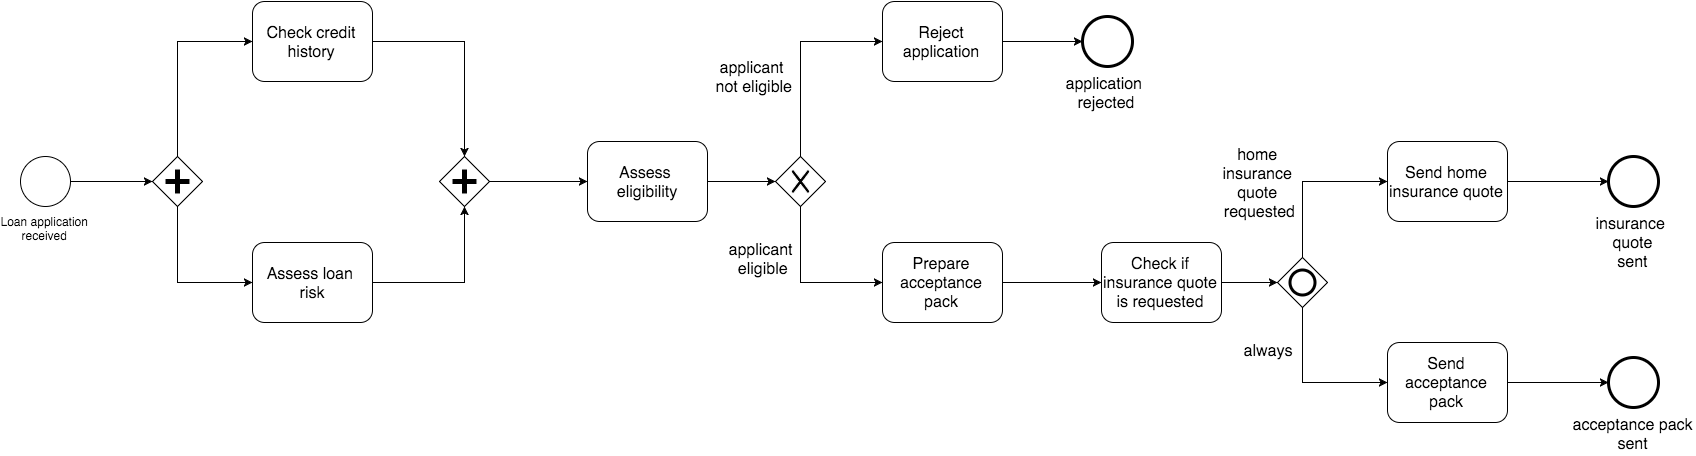 Loan application
received
Check credit
history
Assess loan
risk
Assess
eligibility
applicant
not eligible
Reject
application
application
rejected
applicant
eligible
Prepare
acceptance
pack
Check if
insurance quote
is requested
home
insurance
quote
requested
Send home
insurance quote
insurance
quote
sent
always
Send
acceptance
pack
acceptance pack
sent